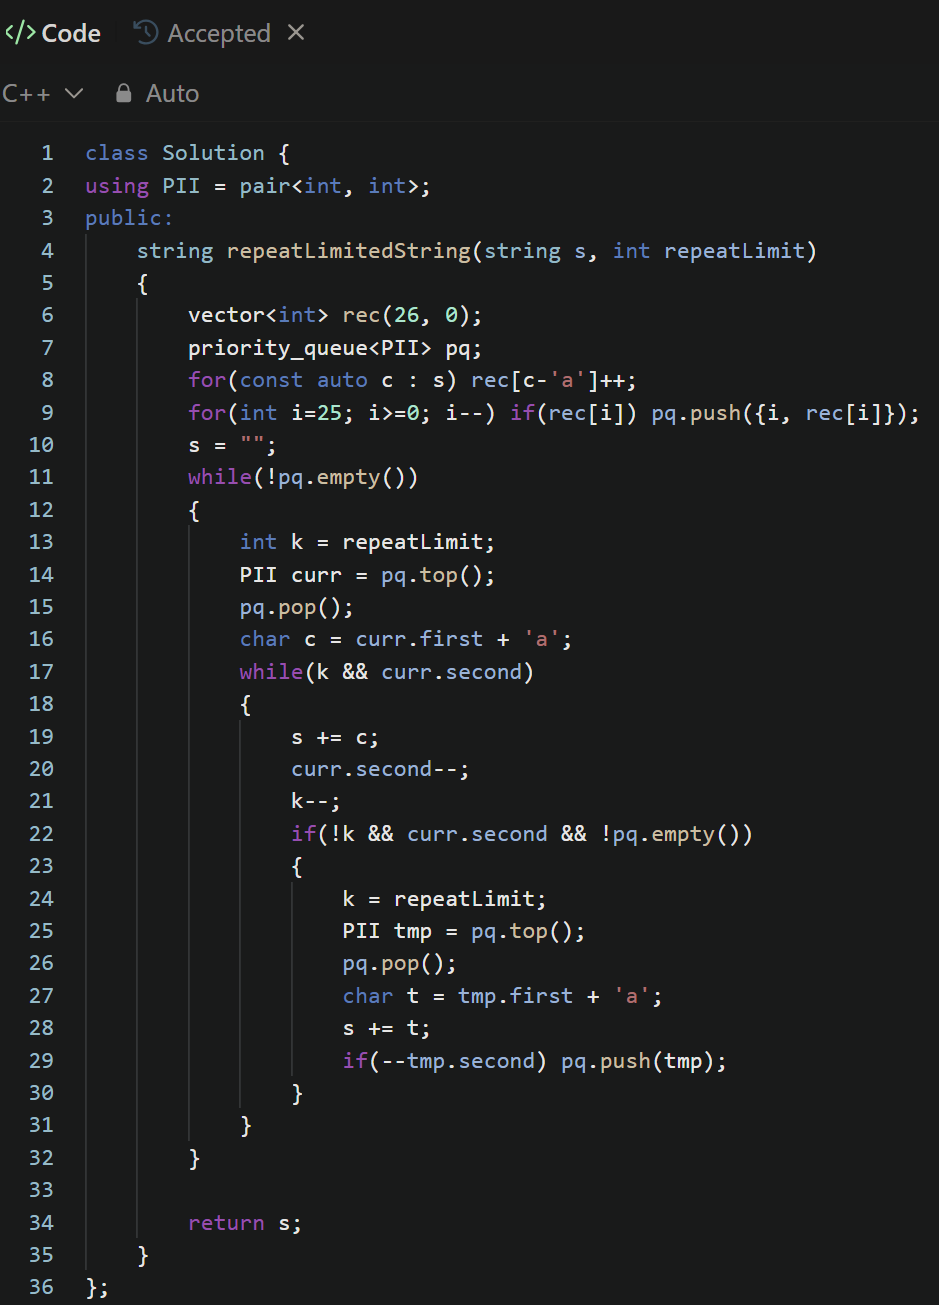 </> Code Accepted ×
C++ Auto
1 class Solution {
2 using PII = pair<int, int>;
3 public:
4     string repeatLimitedString(string s, int repeatLimit)
5     {
6         vector<int> rec(26, 0);
7         priority_queue<PII> pq;
8         for(const auto c : s) rec[c-'a']++;
9         for(int i=25; i>=0; i--) if(rec[i]) pq.push({i, rec[i]});
10         s = "";
11         while(!pq.empty())
12         {
13             int k = repeatLimit;
14             PII curr = pq.top();
15             pq.pop();
16             char c = curr.first + 'a';
17             while(k && curr.second)
18             {
19                 s += c;
20                 curr.second--;
21                 k--;
22                 if(!k && curr.second && !pq.empty())
23                 {
24                     k = repeatLimit;
25                     PII tmp = pq.top();
26                     pq.pop();
27                     char t = tmp.first + 'a';
28                     s += t;
29                     if(--tmp.second) pq.push(tmp);
30                 }
31             }
32         }
33
34         return s;
35     }
36 };